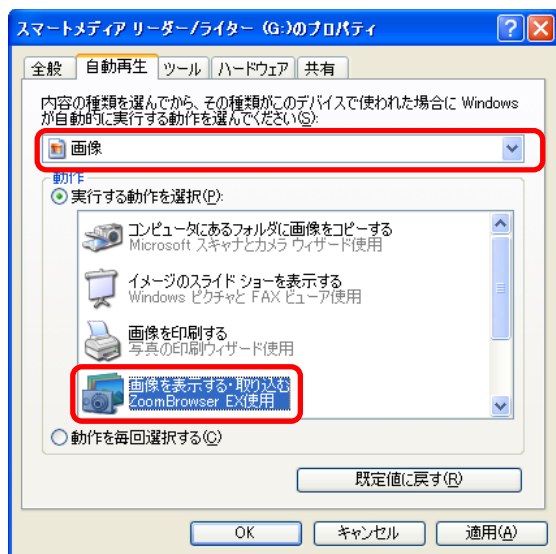 スマートメディア リーダー/ライター (G:)のプロパティ
全般
自動再生
ツール
ハードウェア
共有
内容の種類を選んでから、その種類がこのデバイスで使われた場合に Windows
が自動的に実行する動作を選んでください(S):
画像
動作
実行する動作を選択(P):
コンピュータにあるフォルダに画像をコピーする
Microsoft スキャナとカメラ ウィザード使用
イメージのスライド ショーを表示する
Windows ピクチャと FAX ビューア使用
画像を印刷する
写真の印刷ウィザード使用
画像を表示する・取り込む
ZoomBrowser EX使用
動作を毎回選択する(C)
既定値に戻す(R)
OK
キャンセル
適用(A)